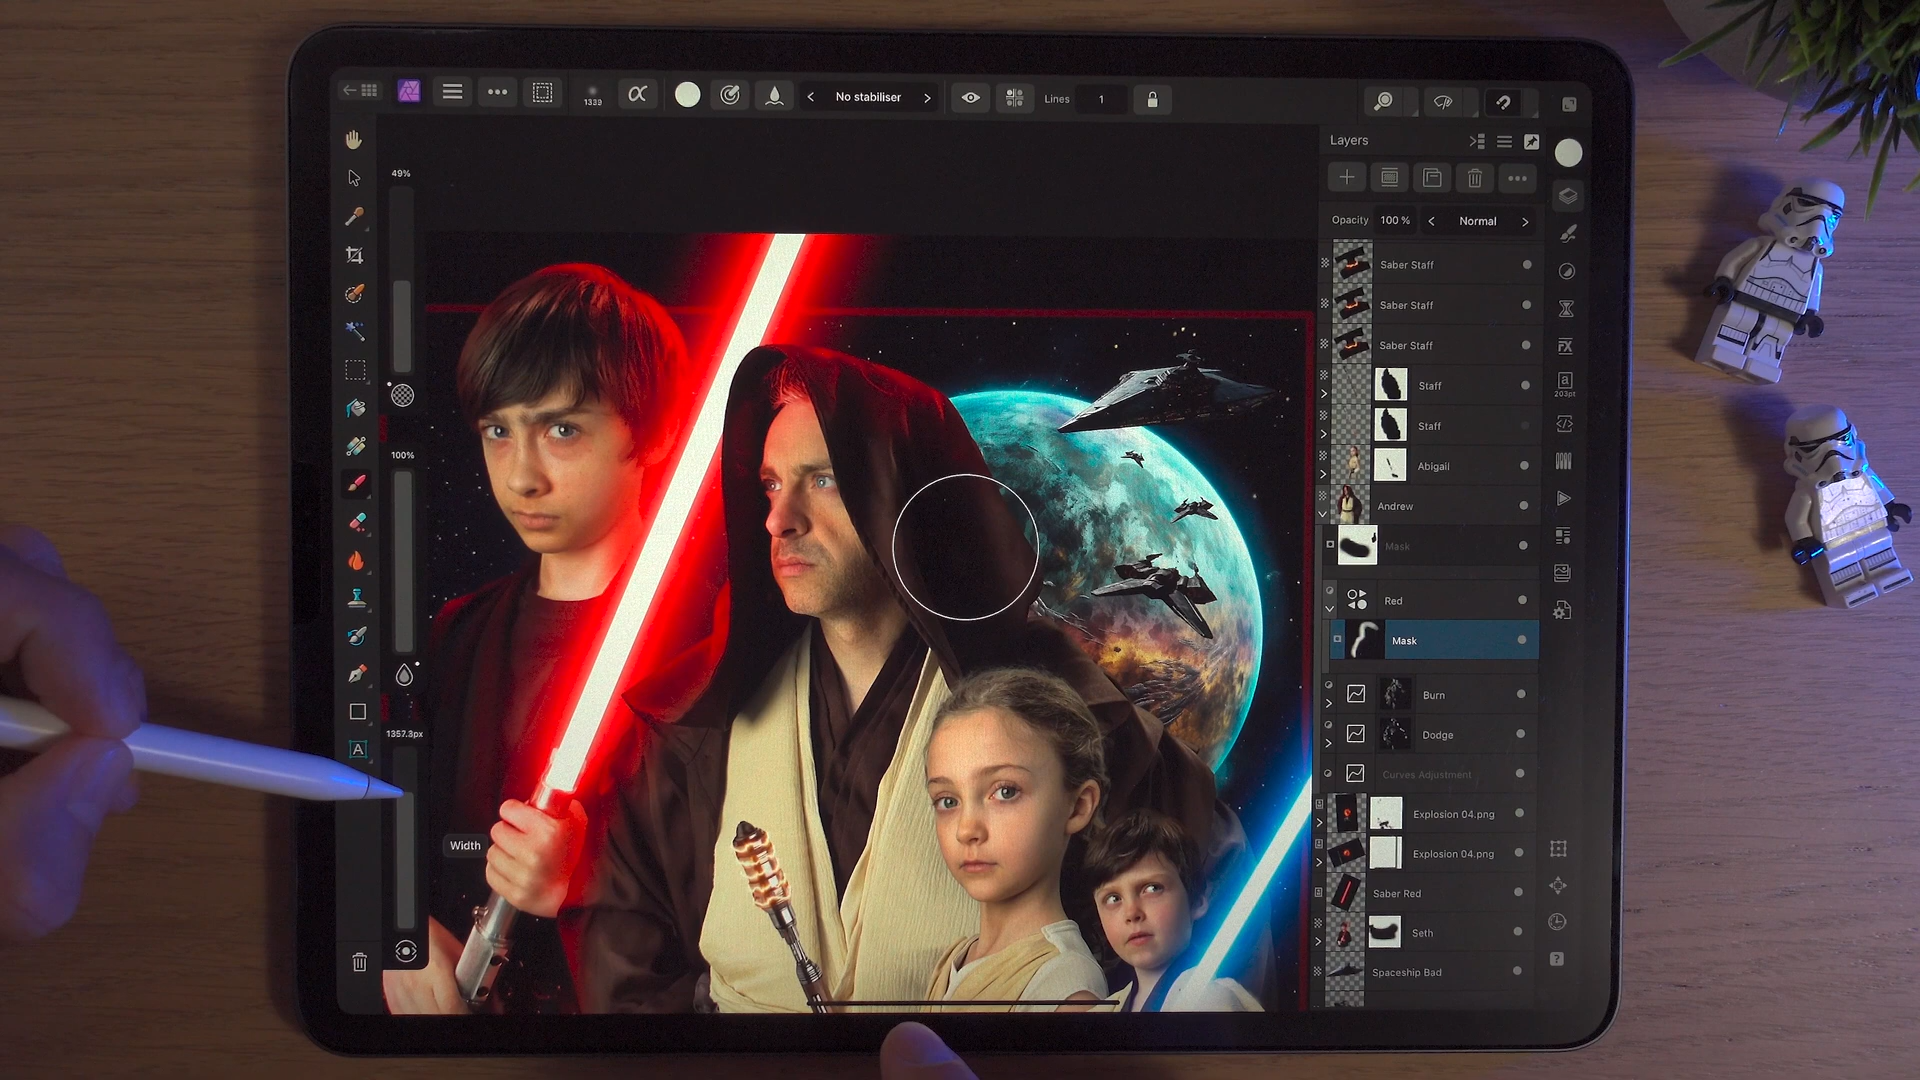 1339
α
No stabiliser
Lines
1
Layers
49%
Opacity
100 %
Normal
Saber Staff
Saber Staff
Saber Staff
a
203pt
Staff
Staff
100%
Abigail
Andrew
Mask
Red
Mask
Burn
1357.3px
Dodge
A
Curves Adjustment
Explosion 04.png
Width
Explosion 04.png
Saber Red
Seth
?
Spaceship Bad
FX